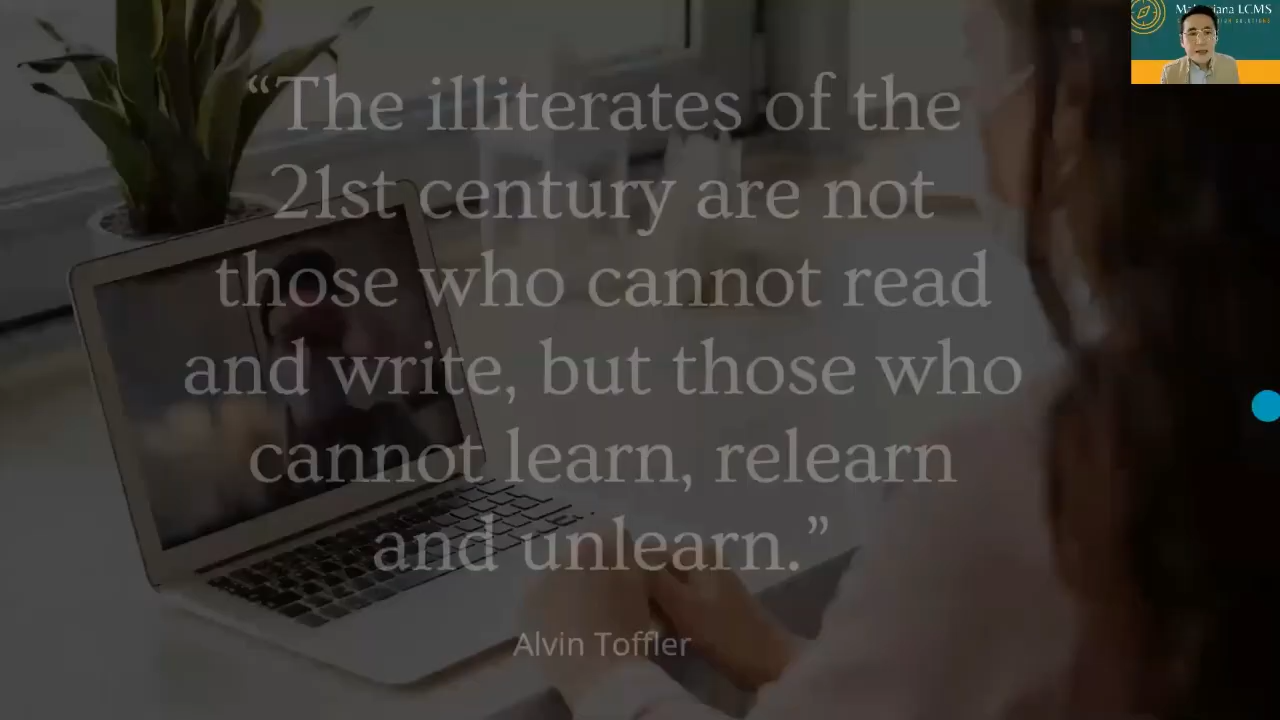 “The illiterates of the
21st century are not
those who cannot read
and write, but those who
cannot learn, relearn
and unlearn.”
Alvin Toffler
LCMS